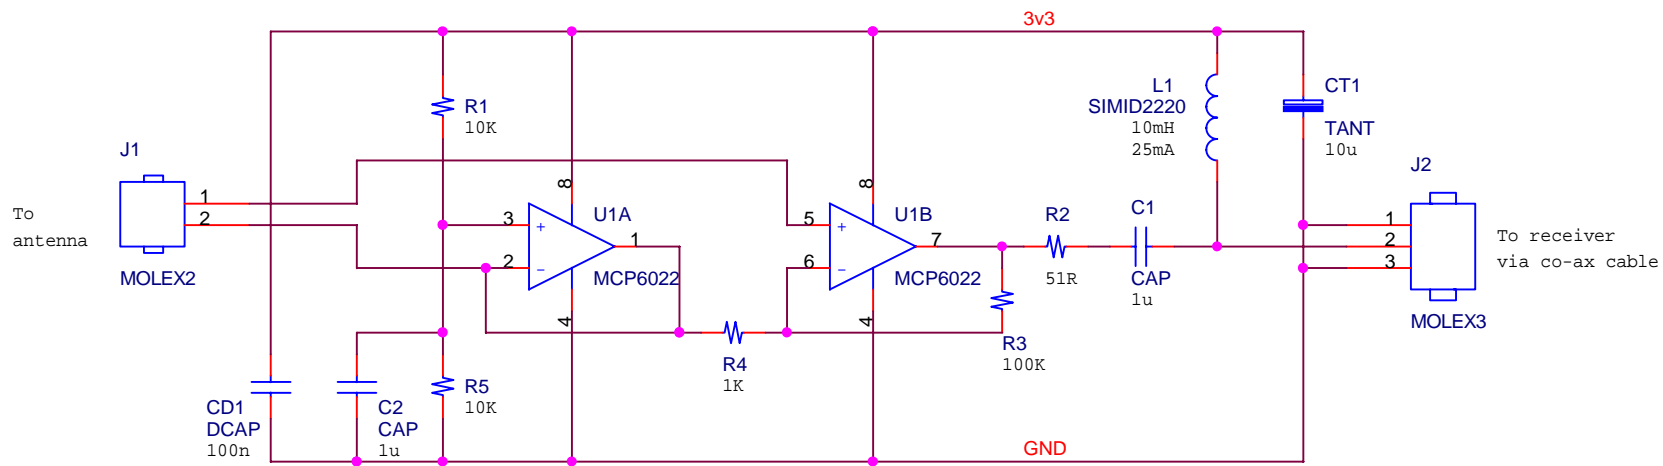 3v3
L1
SIMID2220
10mH
25mA
CT1
TANT
10u
R1
10K
J1
1
2
To
antenna
MOLEX2
8
3
+
2
−
U1A
1
MCP6022
4
8
5
+
6
−
U1B
7
MCP6022
4
R2
51R
C1
CAP
1u
J2
1
2
3
To receiver
via co-ax cable
MOLEX3
R3
100K
R4
1K
CD1
DCAP
100n
C2
CAP
1u
R5
10K
GND